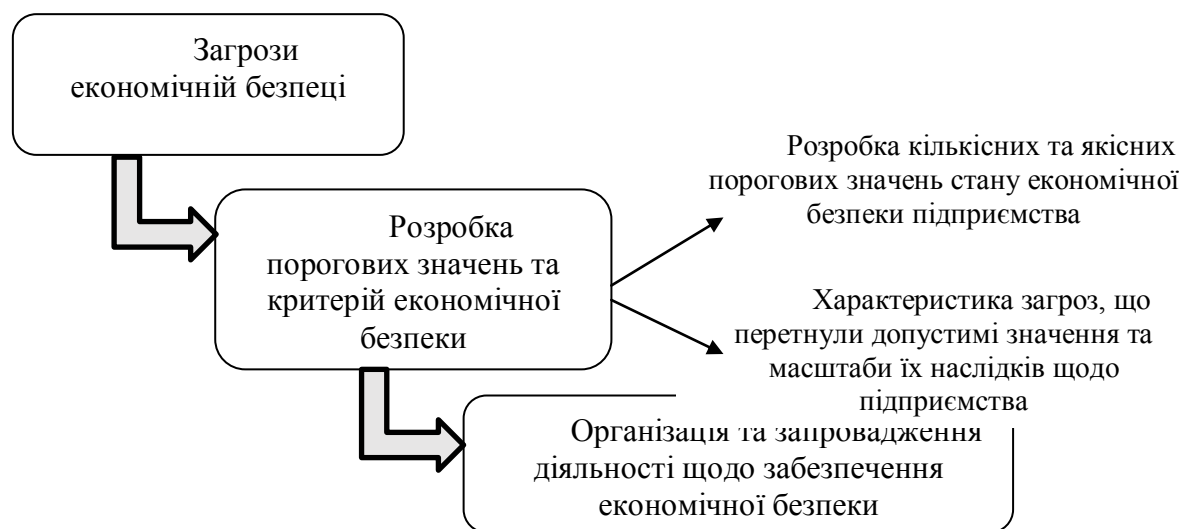 Загрози
економічній безпеці
Розробка
порогових значень та
критерій економічної
безпеки
Розробка кількісних та якісних
порогових значень стану економічної
безпеки підприємства
Характеристика загроз, що
перетнули допустимі значення та
масштаби їх наслідків щодо
підприємства
Організація та запровадження
діяльності щодо забезпечення
економічної безпеки